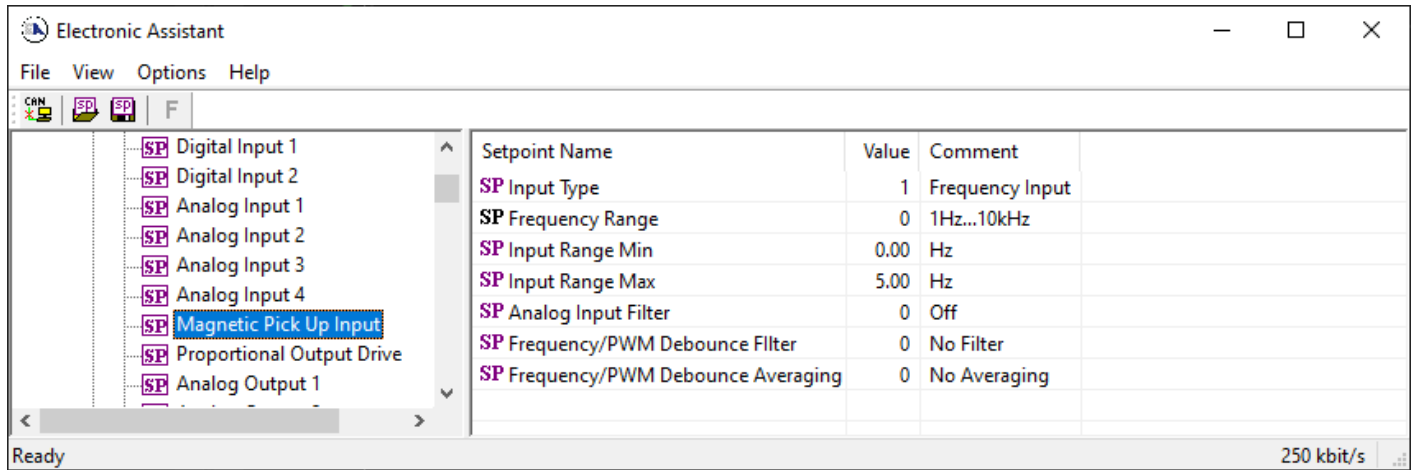 Electronic Assistant
File View Options Help
CAN SP SP F
SP Digital Input 1
SP Digital Input 2
SP Analog Input 1
SP Analog Input 2
SP Analog Input 3
SP Analog Input 4
SP Magnetic Pick Up Input
SP Proportional Output Drive
SP Analog Output 1
Setpoint Name Value Comment
SP Input Type 1 Frequency Input
SP Frequency Range 0 1Hz...10kHz
SP Input Range Min 0.00 Hz
SP Input Range Max 5.00 Hz
SP Analog Input Filter 0 Off
SP Frequency/PWM Debounce FIlter 0 No Filter
SP Frequency/PWM Debounce Averaging 0 No Averaging
Ready 250 kbit/s